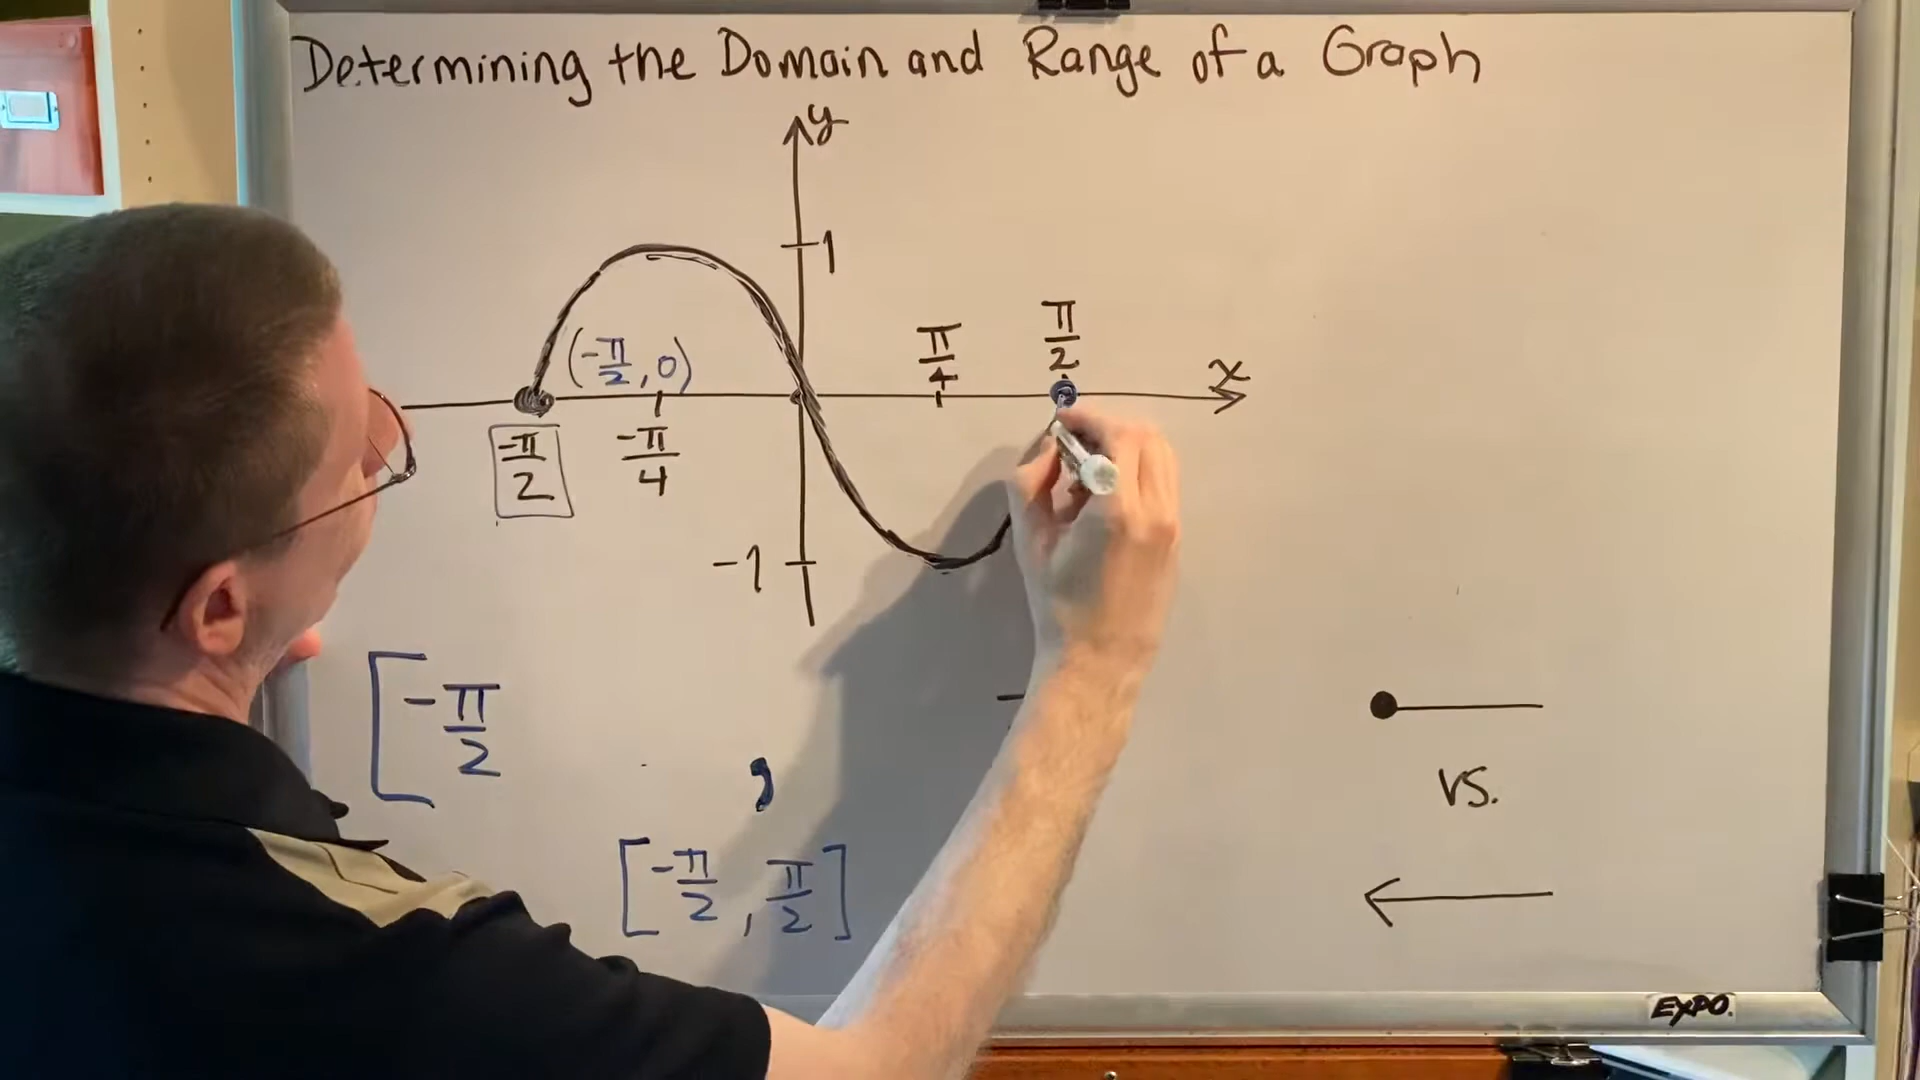 Determining the Domain and Range of a Graph
y
1
π/4
π/2
x
(-π/2, 0)
-π/2
-π/4
-1
[-π/2
,
[-π/2, π/2]
vs.
EXPO.